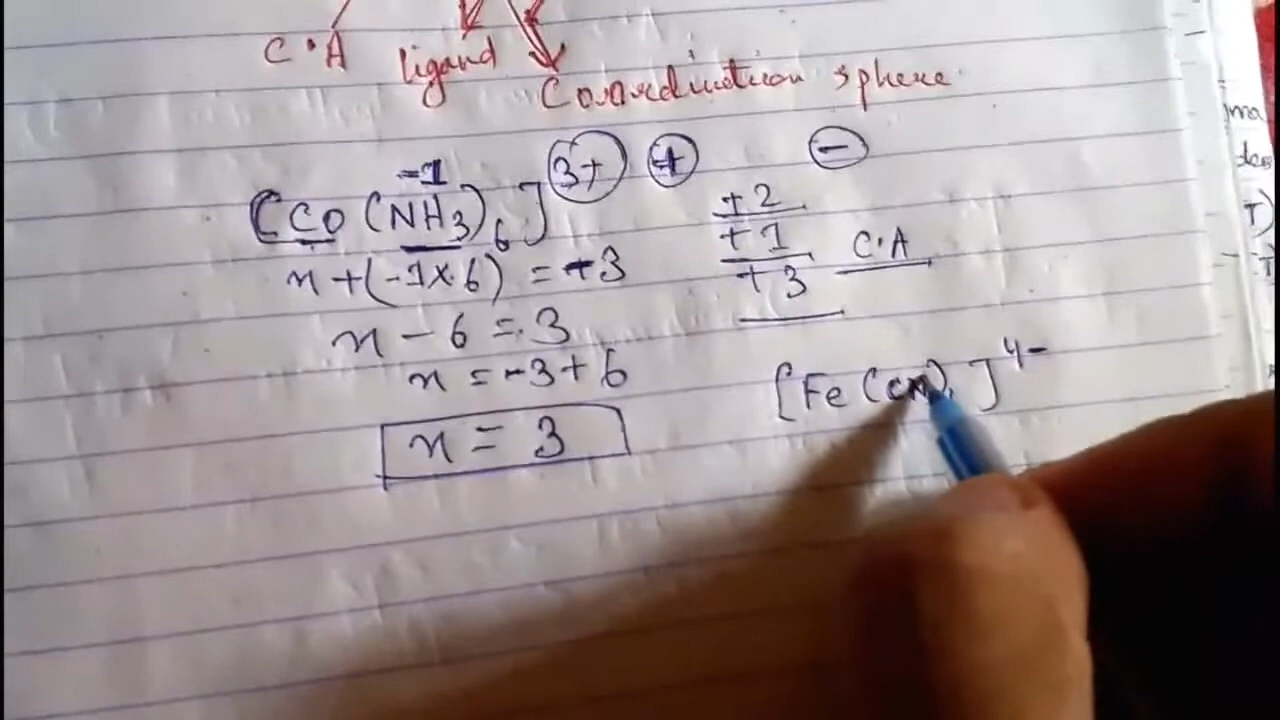 C·A ligand
Coordination sphere
-1
[Co(NH3)6]3+ + -
+2
+1 C·A
+3
x+(-1×6) = +3
x - 6 = 3
x = -3+6
x = 3
[Fe(CN) ]4-